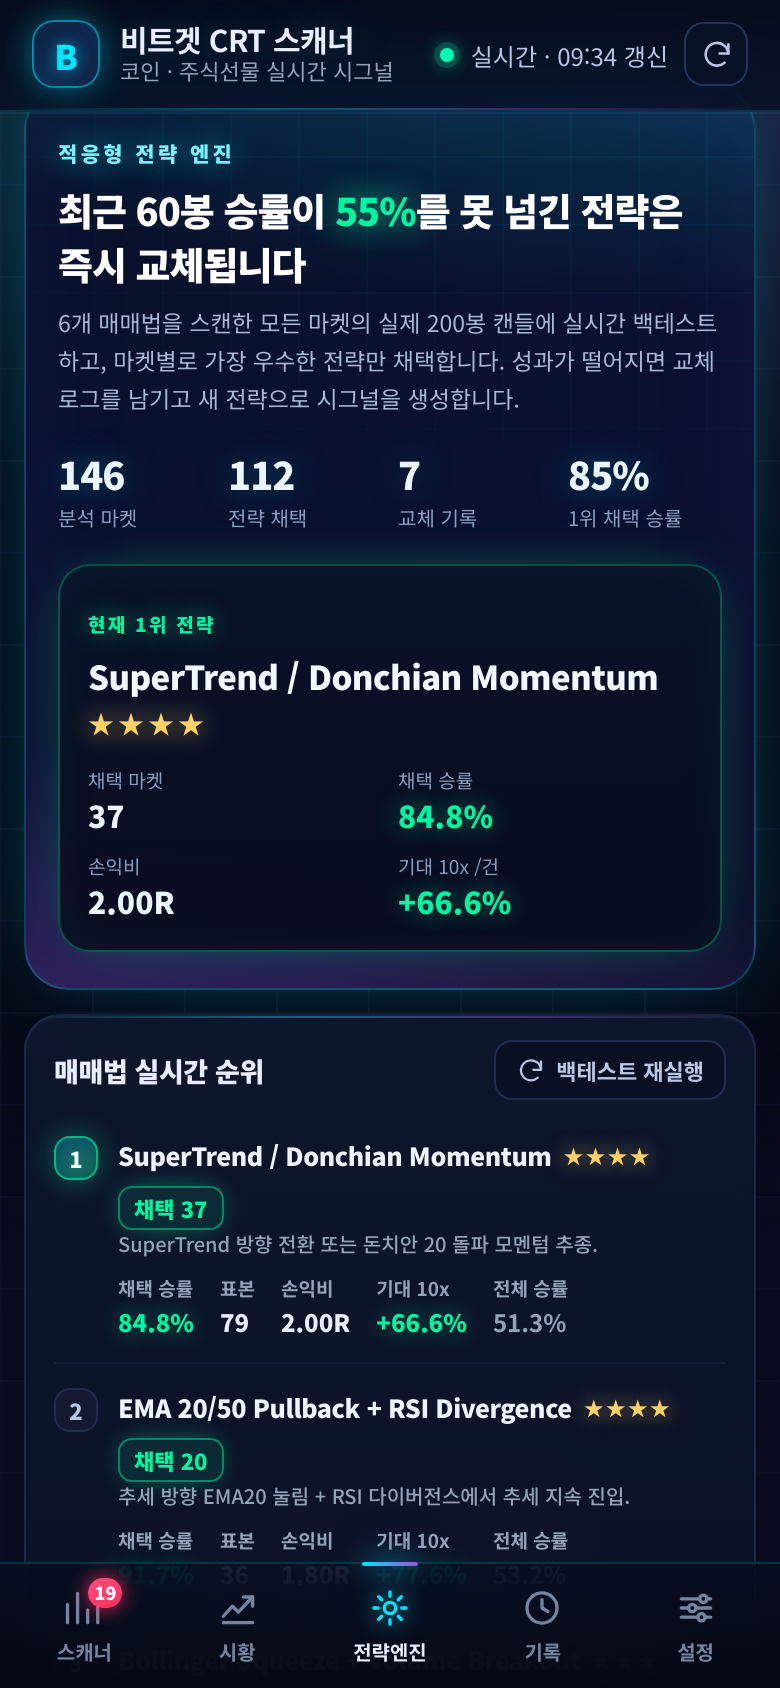 B
비트겟 CRT 스캐너
코인 · 주식선물 실시간 시그널
실시간 · 09:34 갱신
적응형 전략 엔진
최근 60봉 승률이 55%를 못 넘긴 전략은
즉시 교체됩니다
6개 매매법을 스캔한 모든 마켓의 실제 200봉 캔들에 실시간 백테스트
하고, 마켓별로 가장 우수한 전략만 채택합니다. 성과가 떨어지면 교체
로그를 남기고 새 전략으로 시그널을 생성합니다.
146 112 7 85%
분석 마켓 전략 채택 교체 기록 1위 채택 승률
현재 1위 전략
SuperTrend / Donchian Momentum
★★★★
채택 마켓 채택 승률
37 84.8%
손익비 기대 10x /건
2.00R +66.6%
매매법 실시간 순위
백테스트 재실행
1 SuperTrend / Donchian Momentum ★★★★
채택 37
SuperTrend 방향 전환 또는 돈치안 20 돌파 모멘텀 추종.
채택 승률 표본 손익비 기대 10x 전체 승률
84.8% 79 2.00R +66.6% 51.3%
2 EMA 20/50 Pullback + RSI Divergence ★★★★
채택 20
추세 방향 EMA20 눌림 + RSI 다이버전스에서 추세 지속 진입.
채택 승률 표본 손익비 기대 10x 전체 승률
91.7% 36 1.80R +77.6% 53.2%
19
스캐너 시황 전략엔진 기록 설정